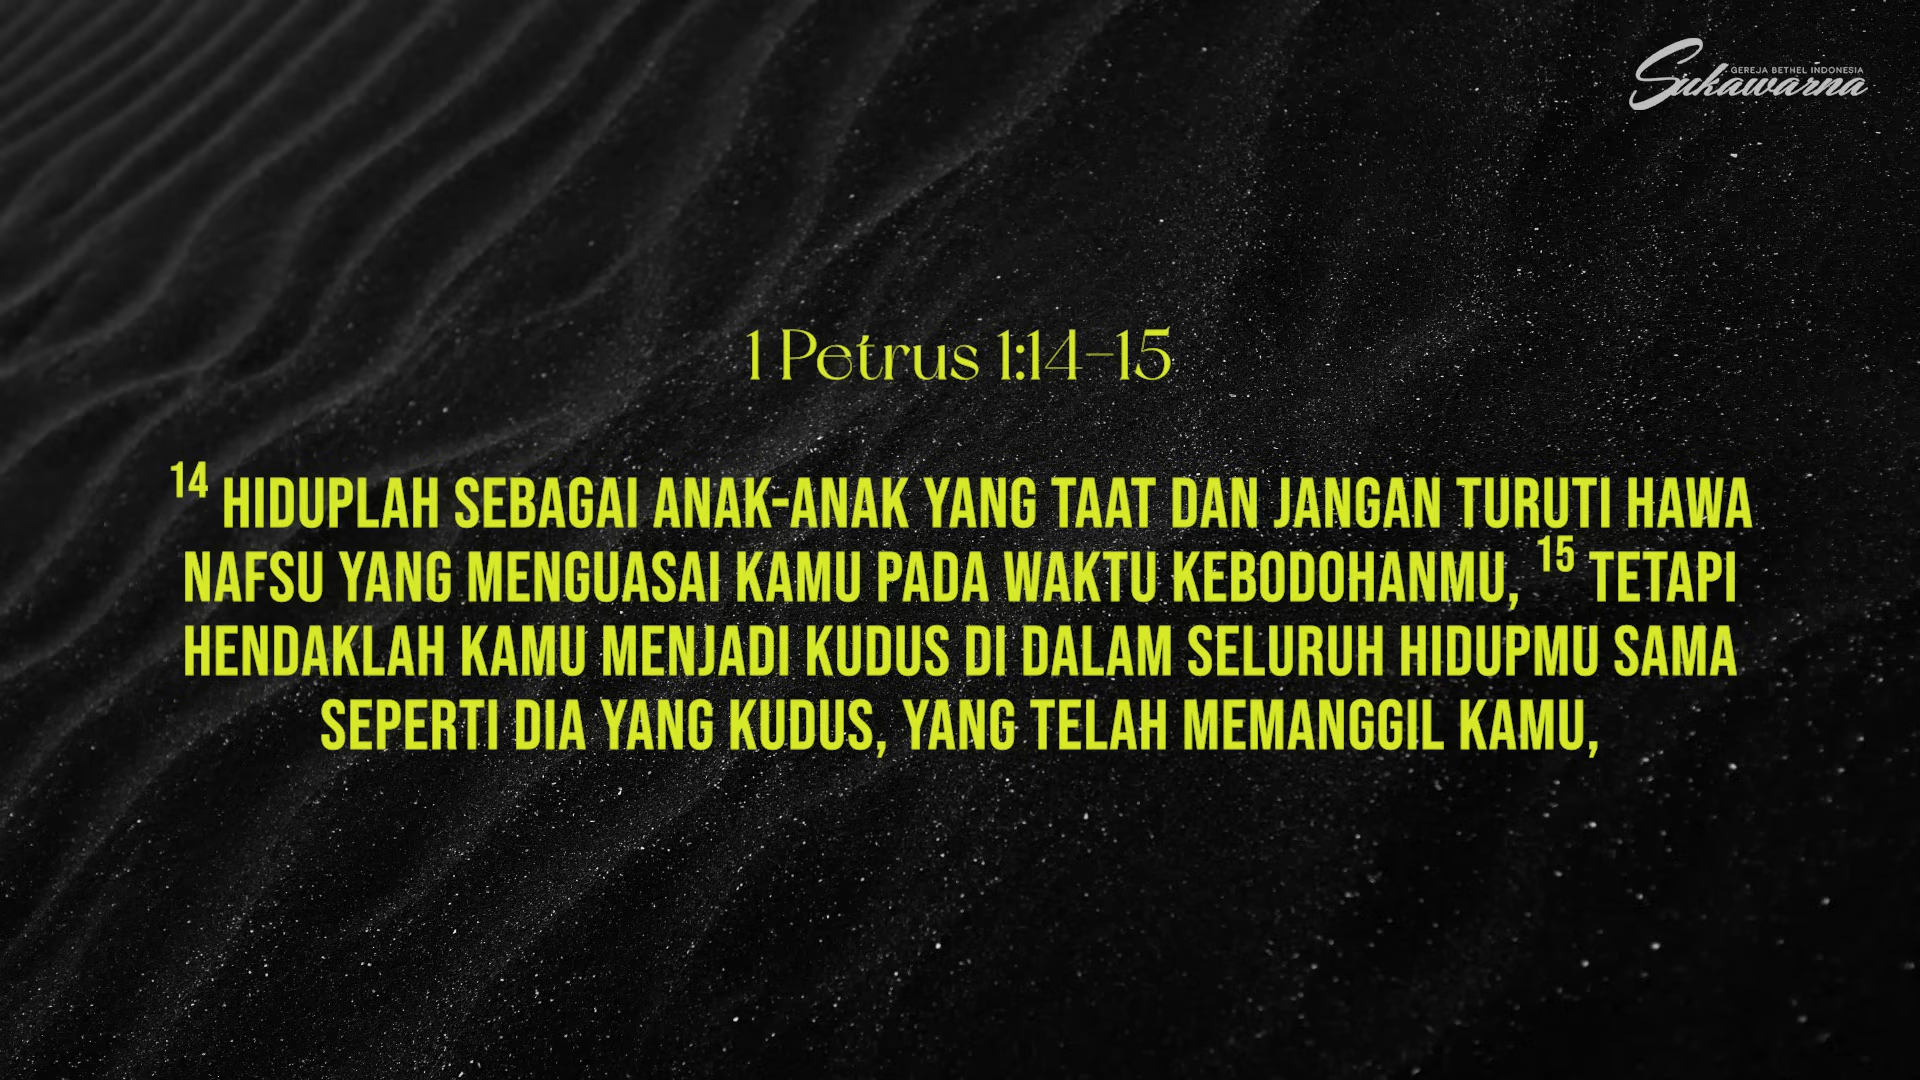 GEREJA BETHEL INDONESIA
Sukawarna
1 Petrus 1:14-15
14 HIDUPLAH SEBAGAI ANAK-ANAK YANG TAAT DAN JANGAN TURUTI HAWA
NAFSU YANG MENGUASAI KAMU PADA WAKTU KEBODOHANMU, 15 TETAPI
HENDAKLAH KAMU MENJADI KUDUS DI DALAM SELURUH HIDUPMU SAMA
SEPERTI DIA YANG KUDUS, YANG TELAH MEMANGGIL KAMU,